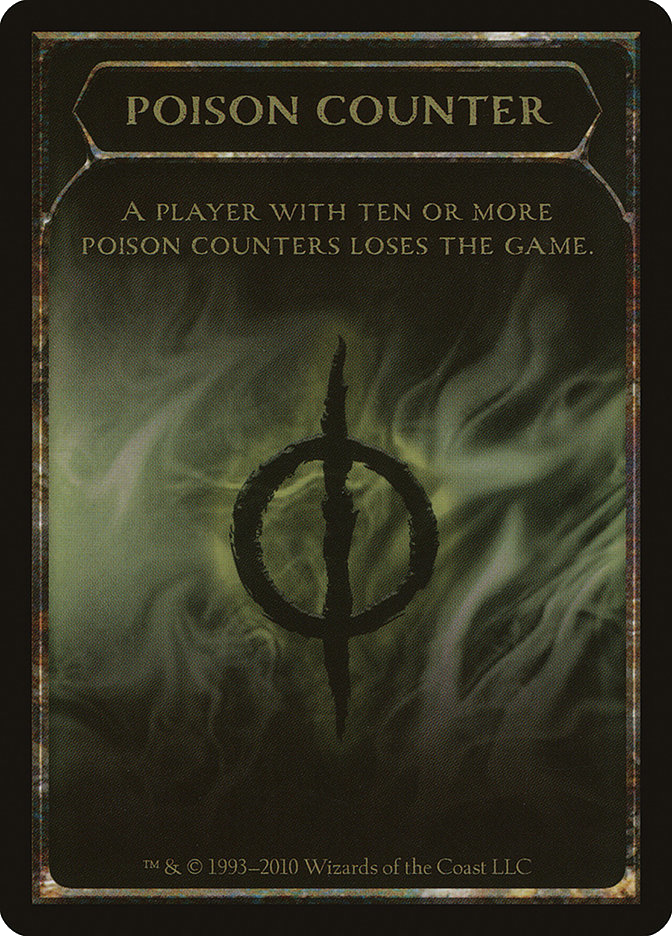 POISON COUNTER
A PLAYER WITH TEN OR MORE
POISON COUNTERS LOSES THE GAME.
™ & © 1993–2010 Wizards of the Coast LLC